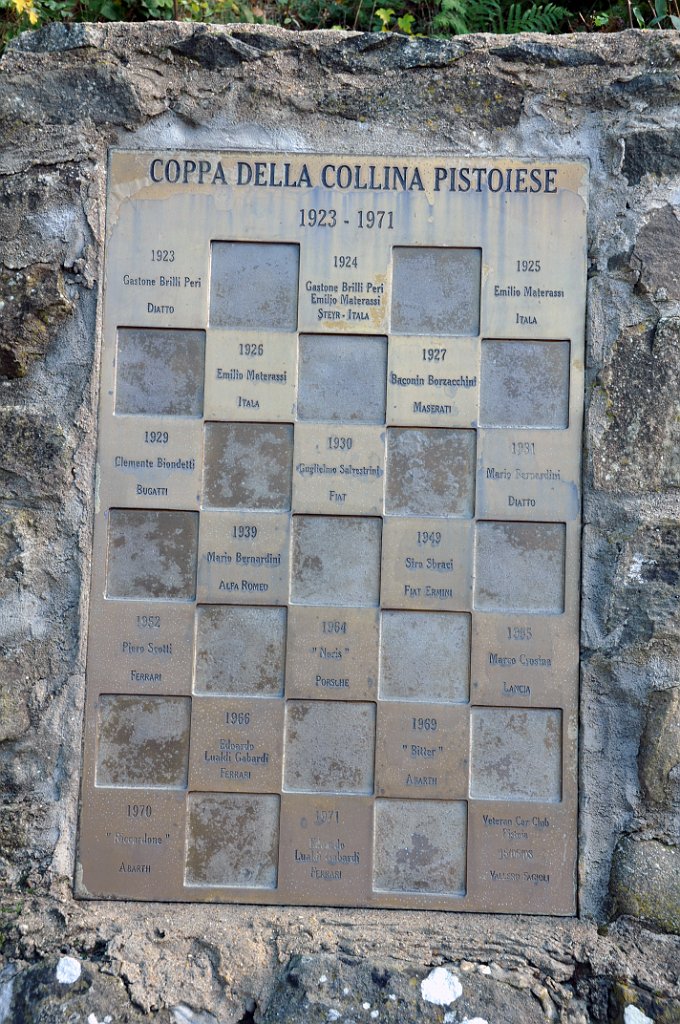 COPPA DELLA COLLINA PISTOIESE
1923 - 1971
1923
Gastone Brilli Peri
DIATTO
1924
Gastone Brilli Peri
Emilio Materassi
STEYR - ITALA
1925
Emilio Materassi
ITALA
1926
Emilio Materassi
ITALA
1927
Baconin Borzacchini
MASERATI
1929
Clemente Biondetti
BUGATTI
1930
Guglielmo Salvestrini
FIAT
1931
Mario Bernardini
DIATTO
1939
Mario Bernardini
ALFA ROMEO
1949
Siro Sbraci
FIAT ERMINI
1952
Piero Scotti
FERRARI
1964
" Noris "
PORSCHE
1965
Marco Crosina
LANCIA
1966
Edoardo
Lualdi Gabardi
FERRARI
1969
" Bitter "
ABARTH
1970
" Riccardone "
ABARTH
1971
Edoardo
Lualdi Gabardi
FERRARI
Veteran Car Club
Pistoia
VALERIO SAGIOLI